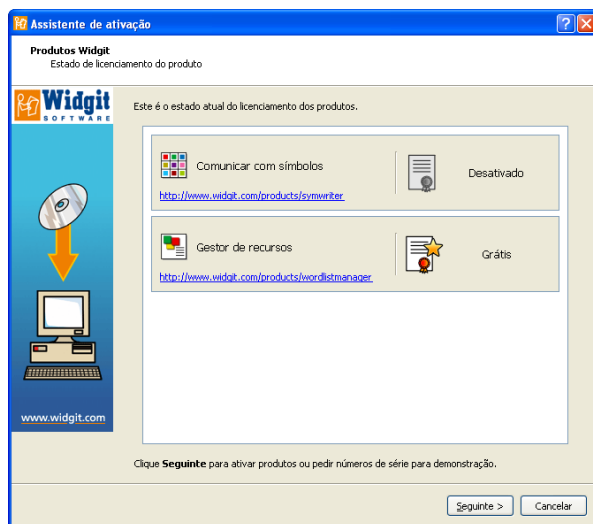 Assistente de ativação
Produtos Widgit
Estado de licenciamento do produto
Widgit
SOFTWARE
Este é o estado atual do licenciamento dos produtos.
Comunicar com símbolos
Desativado
http://www.widgit.com/products/symwriter
Gestor de recursos
Grátis
http://www.widgit.com/products/wordlistmanager
www.widgit.com
Clique Seguinte para ativar produtos ou pedir números de série para demonstração.
Seguinte >
Cancelar